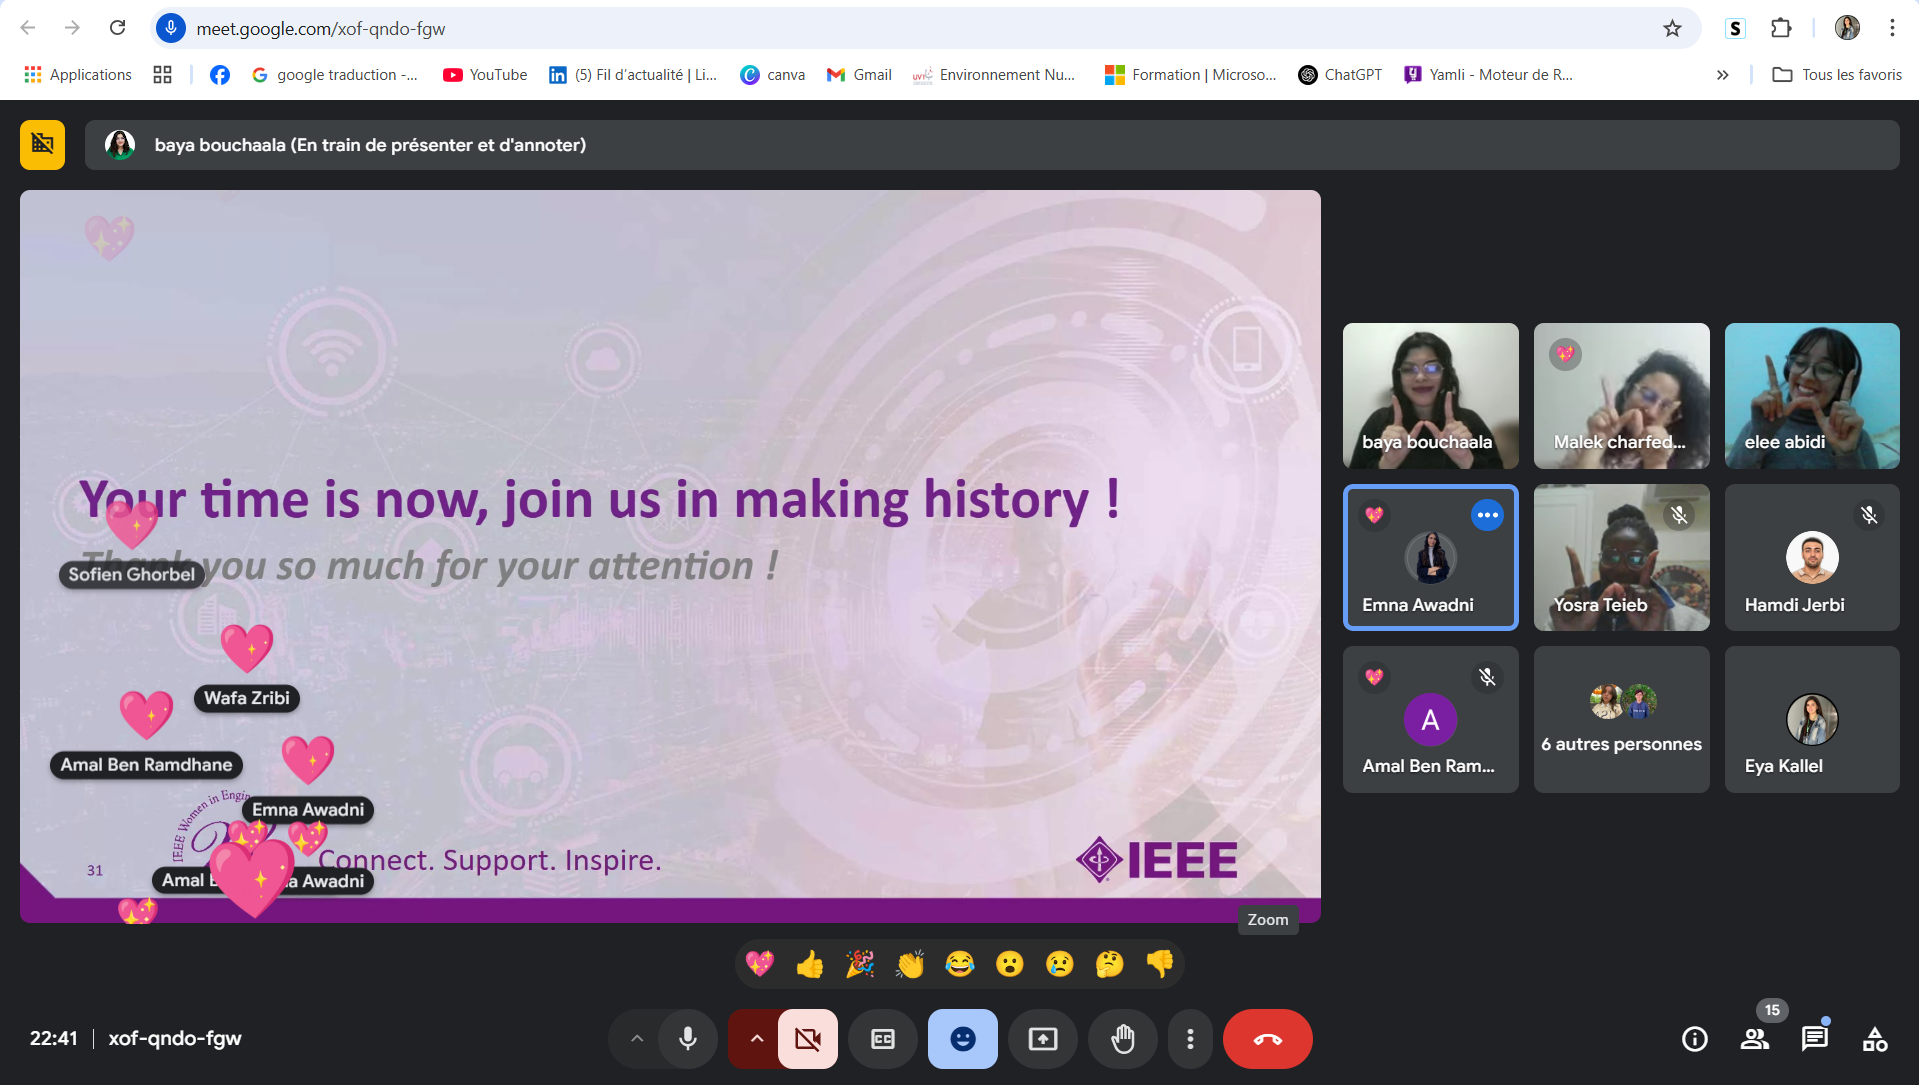 meet.google.com/xof-qndo-fgw
Applications
google traduction -...
YouTube
(5) Fil d'actualité | Li...
canva
Gmail
Environnement Nu...
Formation | Microso...
ChatGPT
Yamli - Moteur de R...
Tous les favoris
baya bouchaala (En train de présenter et d'annoter)
Your time is now, join us in making history !
Thank you so much for your attention !
Sofien Ghorbel
Wafa Zribi
Amal Ben Ramdhane
Emna Awadni
IEEE Women in Engin
Amal
Awadni
31
Connect. Support. Inspire.
IEEE
Zoom
baya bouchaala
Malek charfed...
elee abidi
Emna Awadni
Yosra Teieb
Hamdi Jerbi
A
Amal Ben Ram...
6 autres personnes
Eya Kallel
22:41
xof-qndo-fgw
CC
15